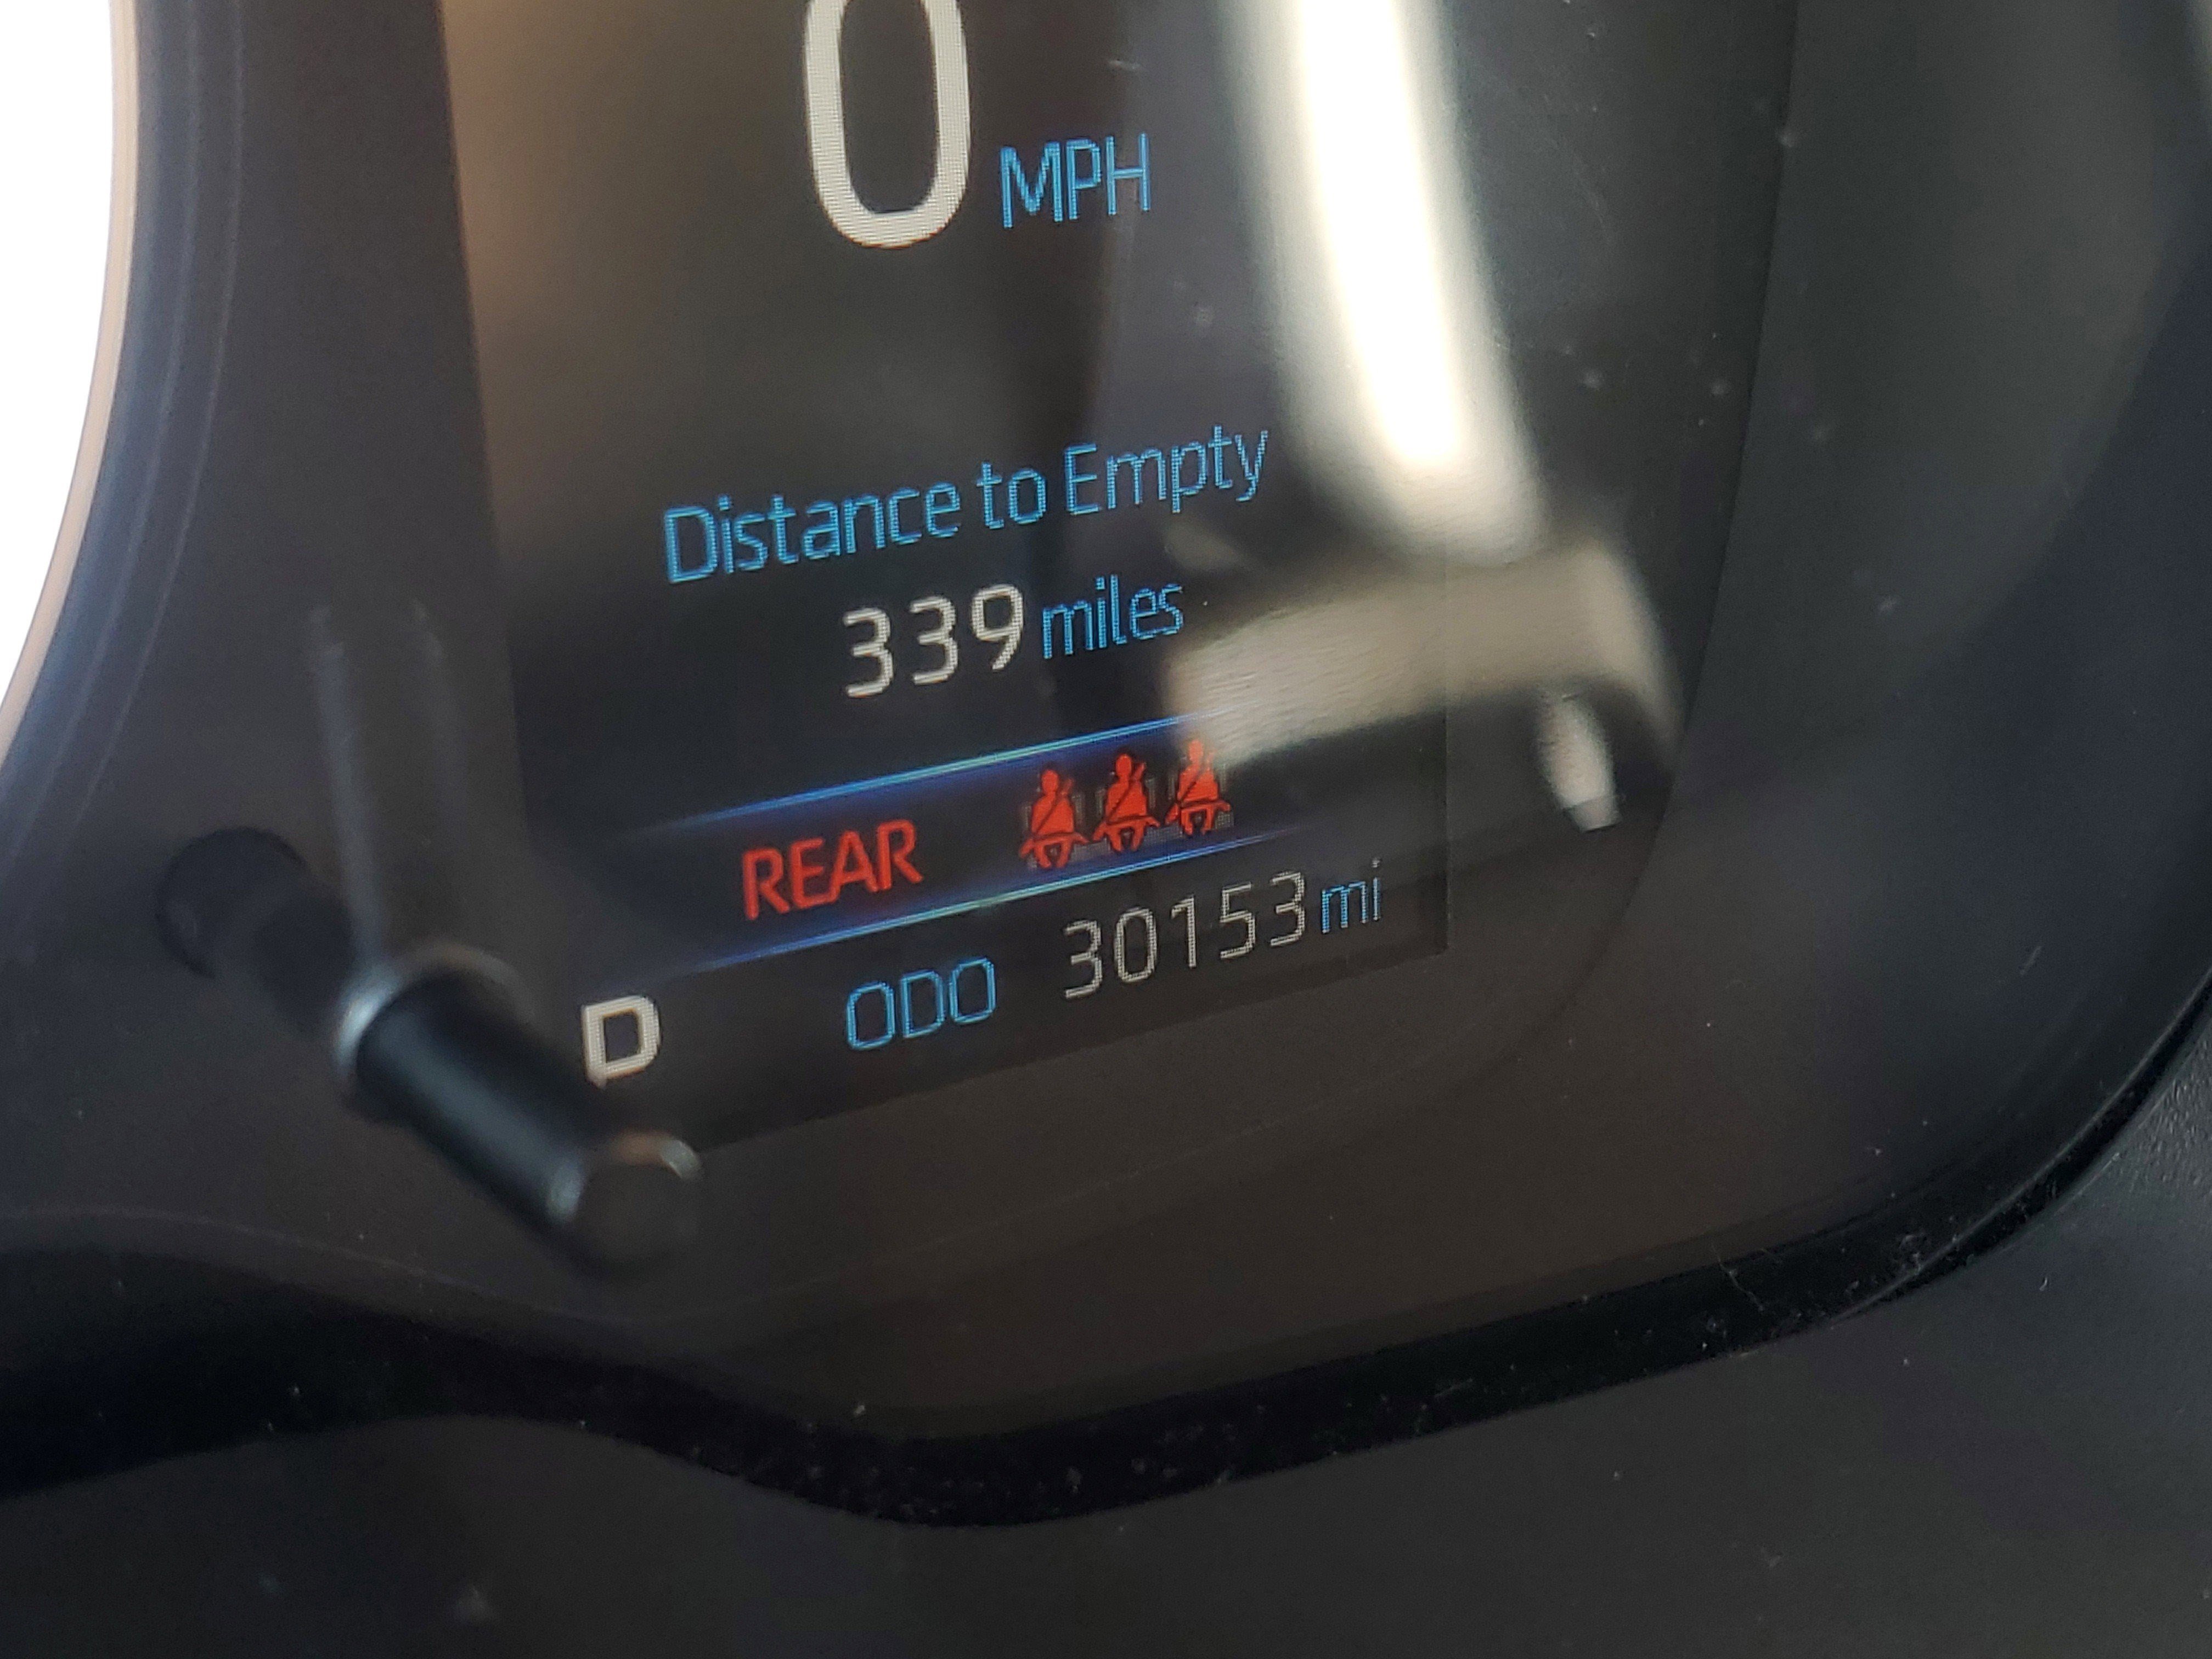 0 MPH
Distance to Empty
339 miles
REAR
ODO 30153 mi